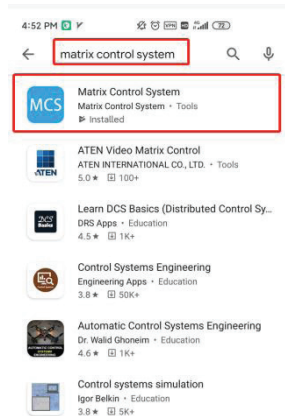 4:52 PM VPN 72
matrix control system
MCS
Matrix Control System
Matrix Control System • Tools
Installed
ATEN Video Matrix Control
ATEN
ATEN INTERNATIONAL CO., LTD. • Tools
5.0★ 100+
Learn DCS Basics (Distributed Control Sy…
DCS
Basics
DRS Apps • Education
4.5★ 1K+
Control Systems Engineering
Engineering Apps • Education
3.8★ 50K+
Automatic Control Systems Engineering
Dr. Walid Ghoneim • Education
4.6★ 1K+
Control systems simulation
Igor Belkin • Education
3.8★ 5K+